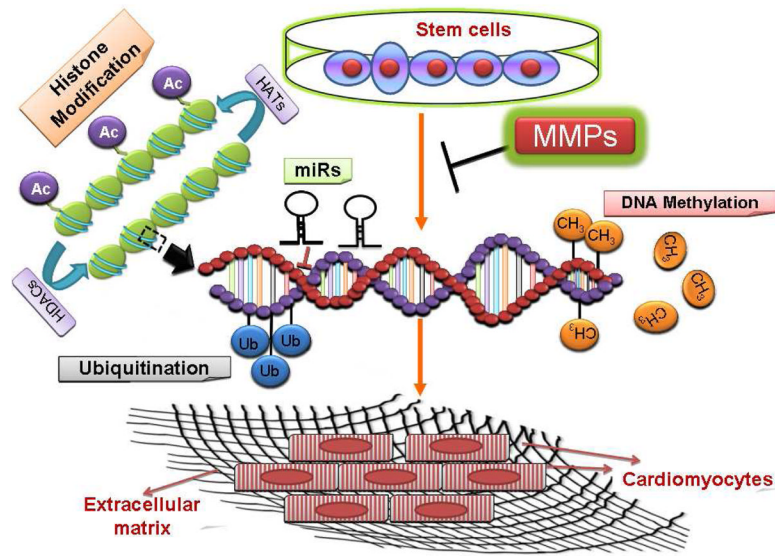 Stem cells
Histone
Modification
Ac
HATs
Ac
Ac
MMPs
miRs
DNA Methylation
CH3
CH3
CH3
CH3
CH3
CH3
HDACs
Ub
Ub
Ub
Ubiquitination
Cardiomyocytes
Extracellular
matrix